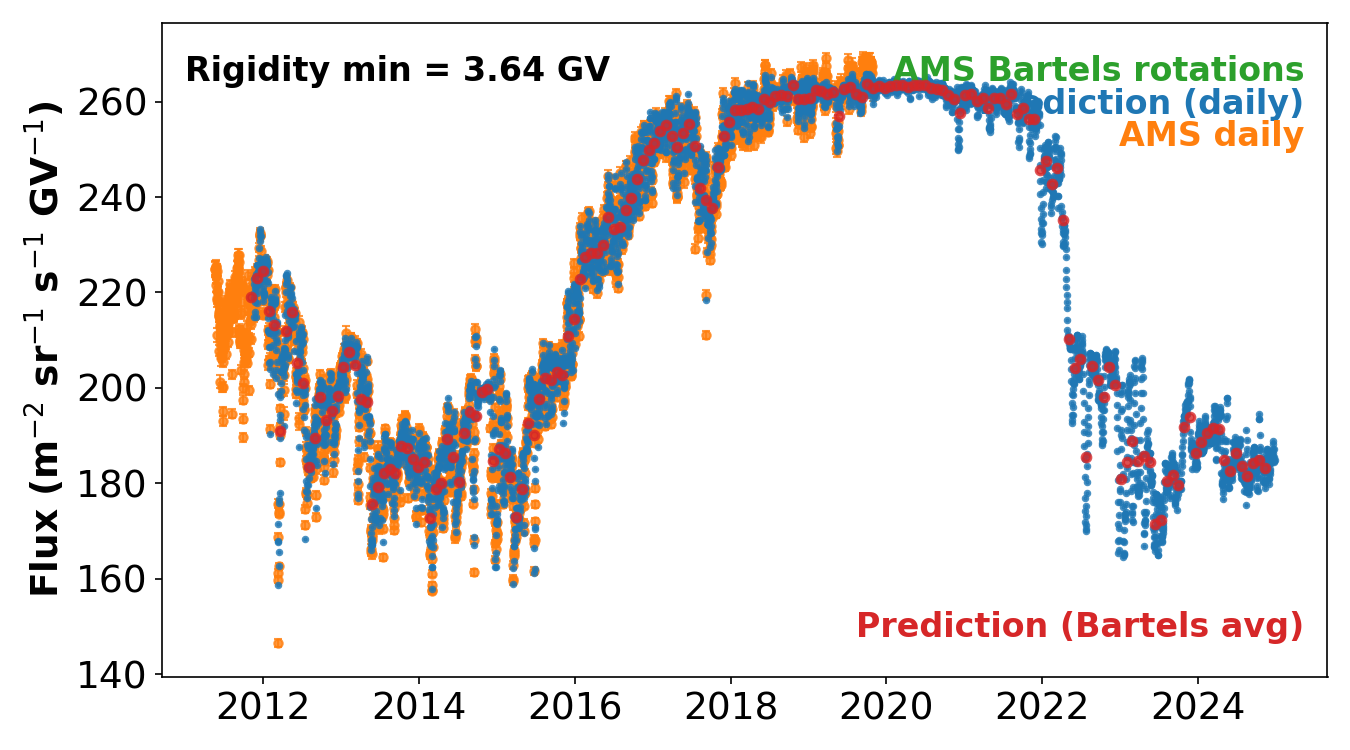 Rigidity min = 3.64 GV
AMS Bartels rotations
diction (daily)
AMS daily
Prediction (Bartels avg)
Flux (m⁻² sr⁻¹ s⁻¹ GV⁻¹)
260
240
220
200
180
160
140
2012 2014 2016 2018 2020 2022 2024